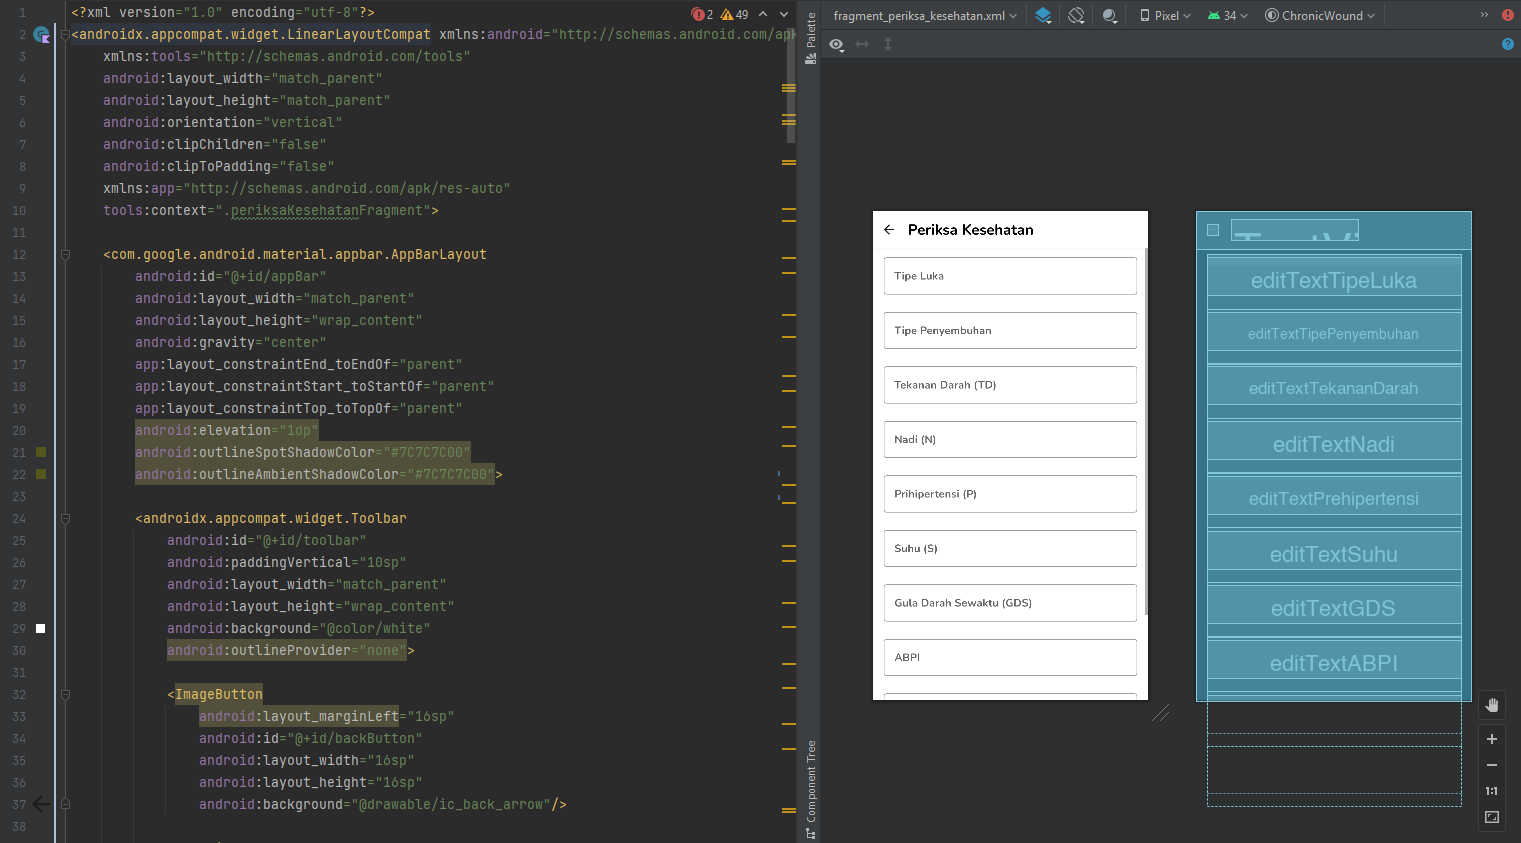 1 <?xml version="1.0" encoding="utf-8"?>
2 <androidx.appcompat.widget.LinearLayoutCompat xmlns:android="http://schemas.android.com/apk
3 xmlns:tools="http://schemas.android.com/tools"
4 android:layout_width="match_parent"
5 android:layout_height="match_parent"
6 android:orientation="vertical"
7 android:clipChildren="false"
8 android:clipToPadding="false"
9 xmlns:app="http://schemas.android.com/apk/res-auto"
10 tools:context=".periksaKesehatanFragment">
11
12 <com.google.android.material.appbar.AppBarLayout
13 android:id="@+id/appBar"
14 android:layout_width="match_parent"
15 android:layout_height="wrap_content"
16 android:gravity="center"
17 app:layout_constraintEnd_toEndOf="parent"
18 app:layout_constraintStart_toStartOf="parent"
19 app:layout_constraintTop_toTopOf="parent"
20 android:elevation="1dp"
21 android:outlineSpotShadowColor="#7C7C7C00"
22 android:outlineAmbientShadowColor="#7C7C7C00">
23
24 <androidx.appcompat.widget.Toolbar
25 android:id="@+id/toolbar"
26 android:paddingVertical="10sp"
27 android:layout_width="match_parent"
28 android:layout_height="wrap_content"
29 android:background="@color/white"
30 android:outlineProvider="none">
31
32 <ImageButton
33 android:layout_marginLeft="16sp"
34 android:id="@+id/backButton"
35 android:layout_width="16sp"
36 android:layout_height="16sp"
37 android:background="@drawable/ic_back_arrow"/>
38
2 49
Palette
Component Tree
fragment_periksa_kesehatan.xml
Pixel
34
ChronicWound
Periksa Kesehatan
Tipe Luka
Tipe Penyembuhan
Tekanan Darah (TD)
Nadi (N)
Prihipertensi (P)
Suhu (S)
Gula Darah Sewaktu (GDS)
ABPI
editTextTipeLuka
editTextTipePenyembuhan
editTextTekananDarah
editTextNadi
editTextPrehipertensi
editTextSuhu
editTextGDS
editTextABPI
1:1